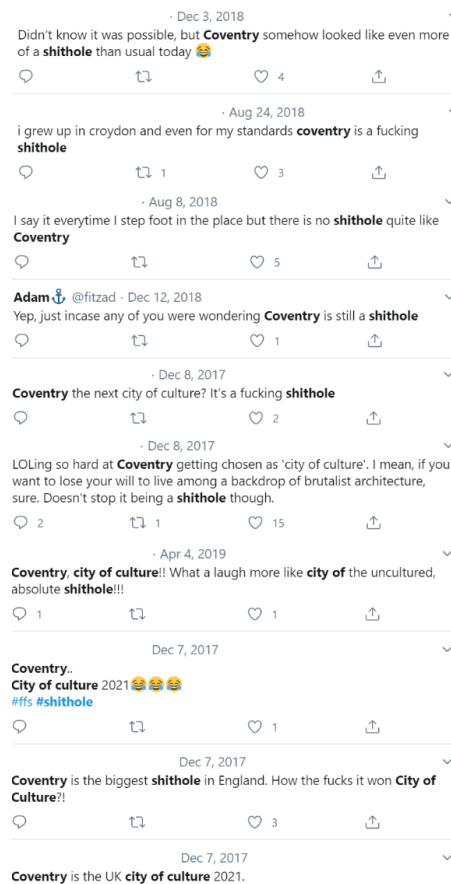 · Dec 3, 2018
Didn't know it was possible, but Coventry somehow looked like even more
of a shithole than usual today 😂
4
· Aug 24, 2018
i grew up in croydon and even for my standards coventry is a fucking
shithole
1 3
· Aug 8, 2018
I say it everytime I step foot in the place but there is no shithole quite like
Coventry
5
Adam⚓ @fitzad · Dec 12, 2018
Yep, just incase any of you were wondering Coventry is still a shithole
1
· Dec 8, 2017
Coventry the next city of culture? It's a fucking shithole
2
· Dec 8, 2017
LOLing so hard at Coventry getting chosen as 'city of culture'. I mean, if you
want to lose your will to live among a backdrop of brutalist architecture,
sure. Doesn't stop it being a shithole though.
2 1 15
· Apr 4, 2019
Coventry, city of culture!! What a laugh more like city of the uncultured,
absolute shithole!!!
1 1
Dec 7, 2017
Coventry..
City of culture 2021😂😂😂
#ffs #shithole
1
Dec 7, 2017
Coventry is the biggest shithole in England. How the fucks it won City of
Culture?!
3
Dec 7, 2017
Coventry is the UK city of culture 2021.